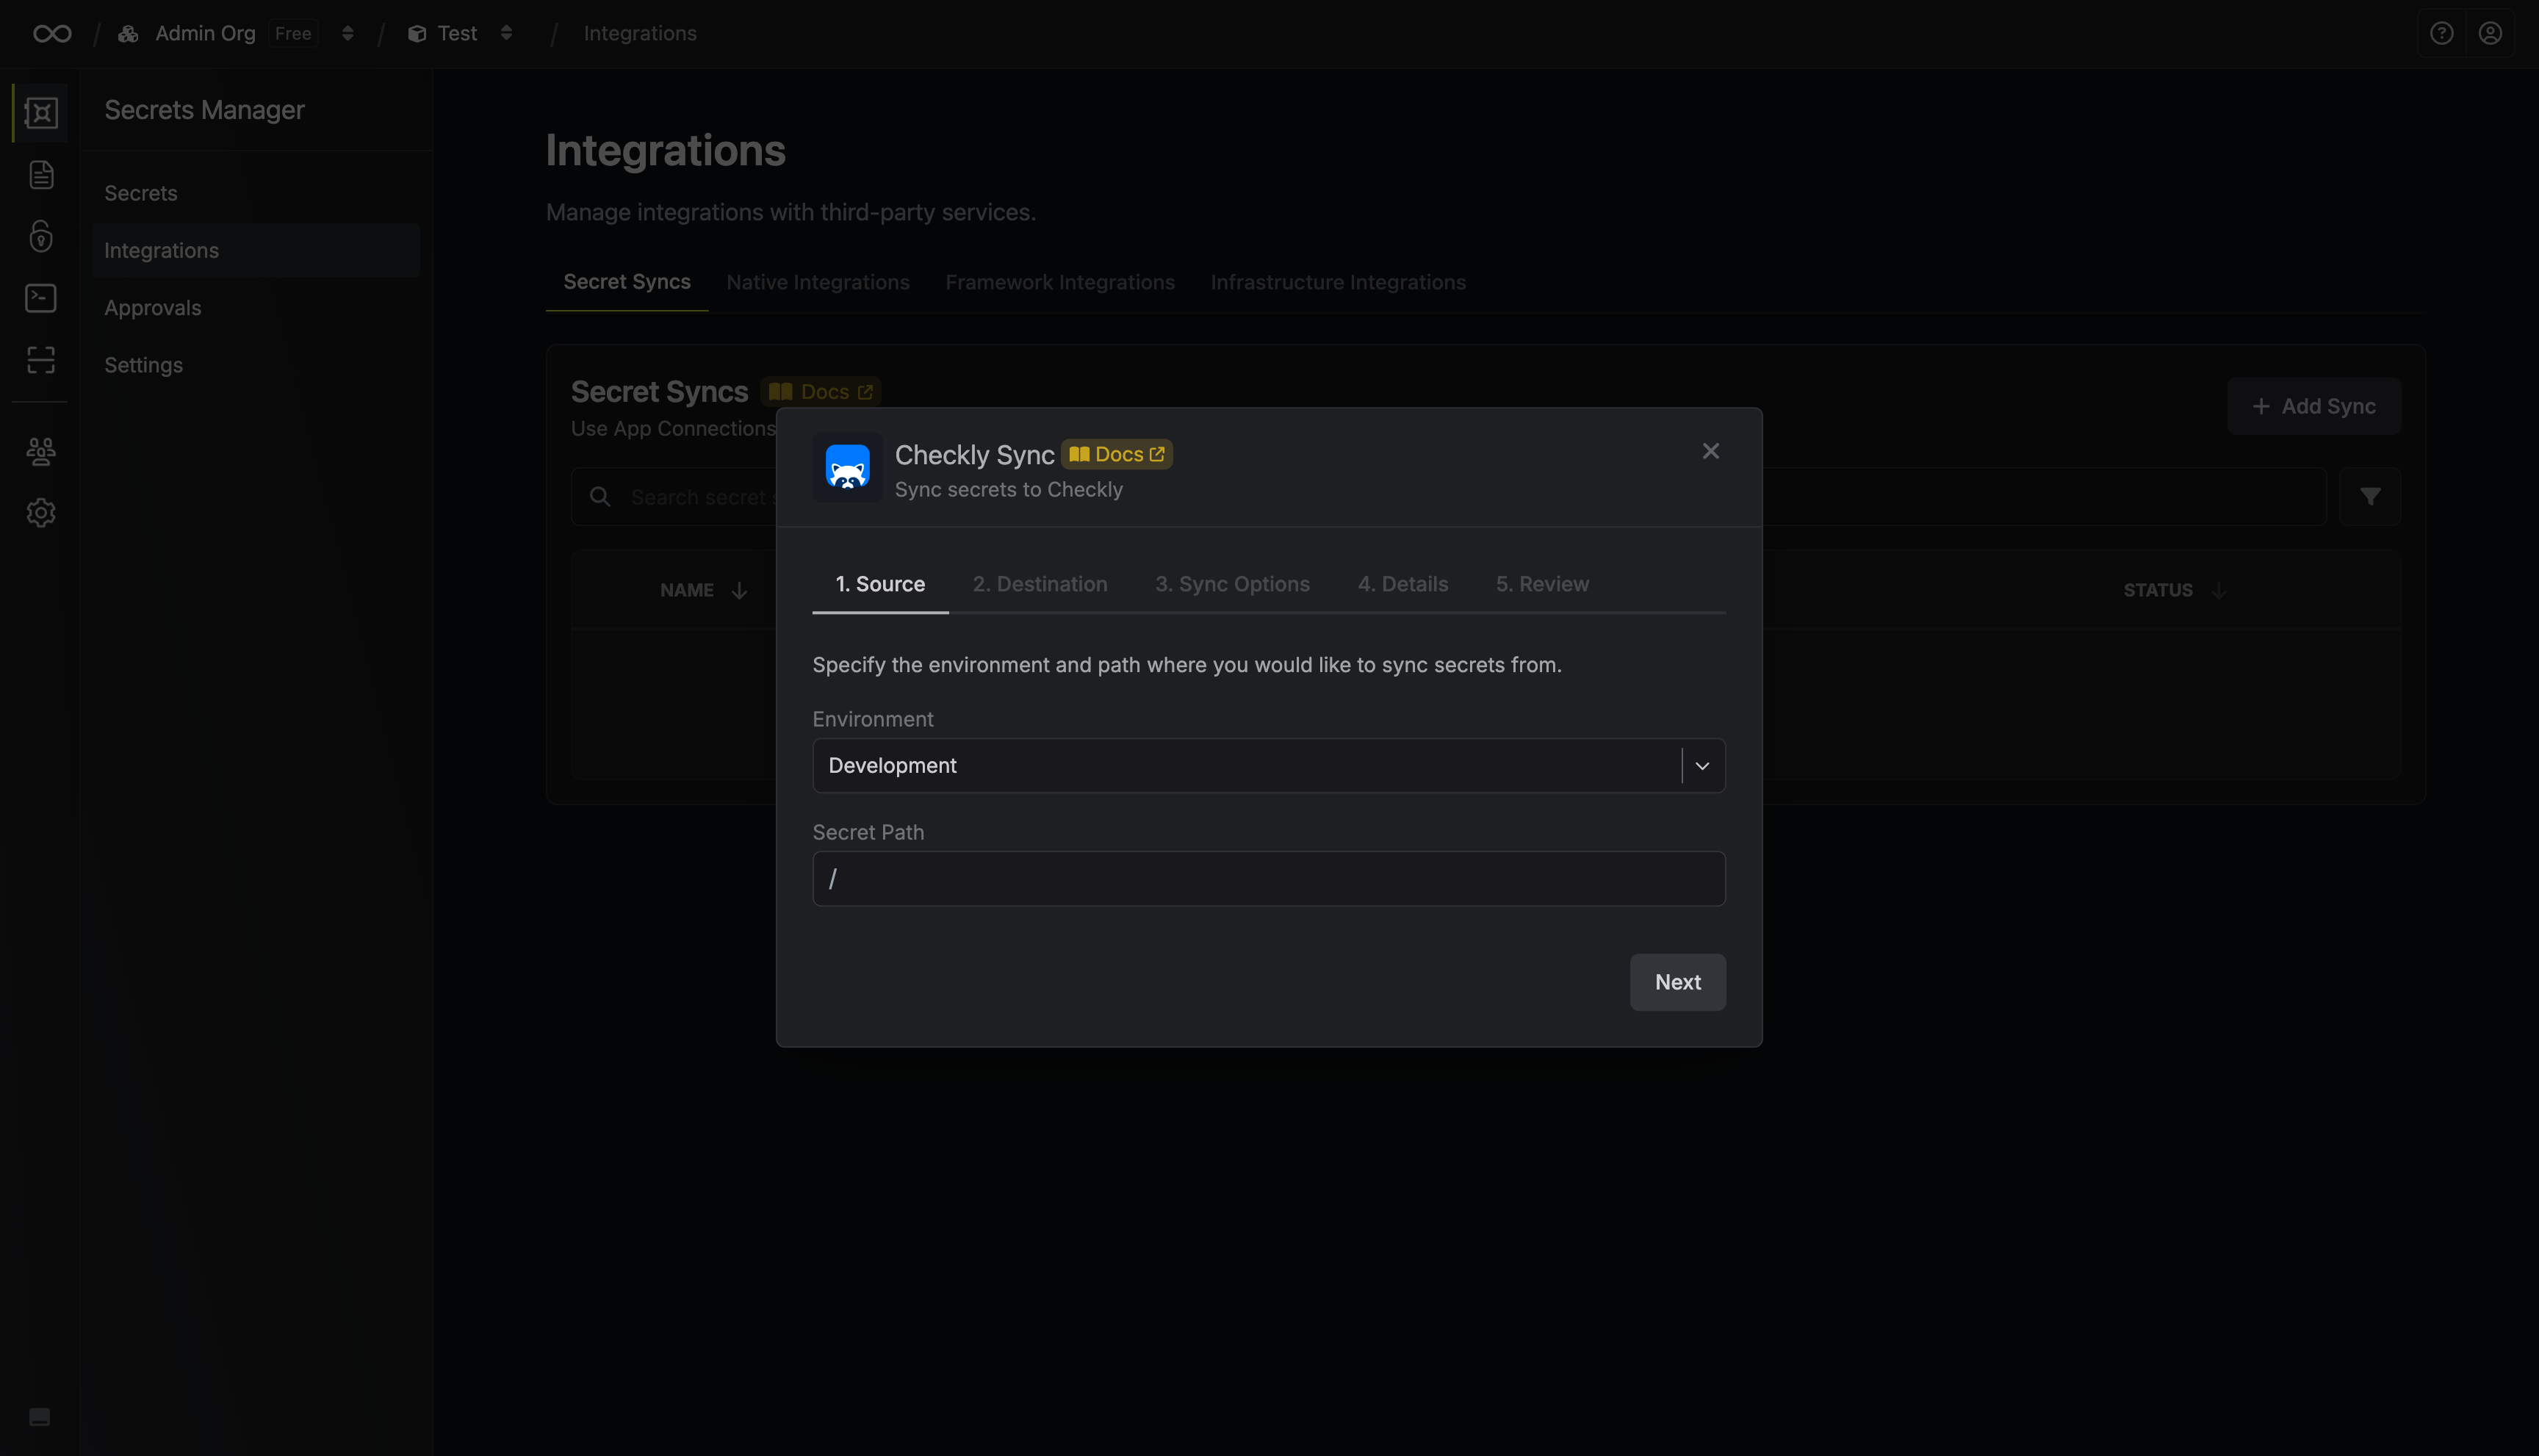 Admin Org Free
Test
Integrations
Secrets Manager
Secrets
Integrations
Approvals
Settings
Integrations
Manage integrations with third-party services.
Secret Syncs
Native Integrations
Framework Integrations
Infrastructure Integrations
Secret Syncs
Docs
Use App Connections
Add Sync
Search secret
NAME
STATUS
Checkly Sync
Docs
Sync secrets to Checkly
1. Source
2. Destination
3. Sync Options
4. Details
5. Review
Specify the environment and path where you would like to sync secrets from.
Environment
Development
Secret Path
/
Next